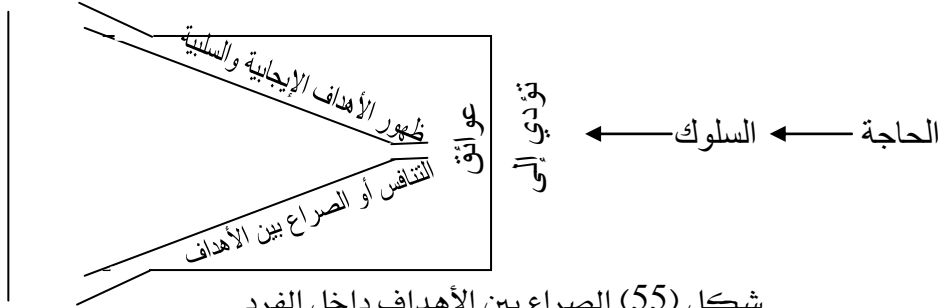 الحاجة
السلوك
تؤدي إلى
عوائق
ظهور الأهداف الإيجابية والسلبية
التنافس أو الصراع بين الأهداف
شكل (55) الصراع بين الأهداف داخل الفرد